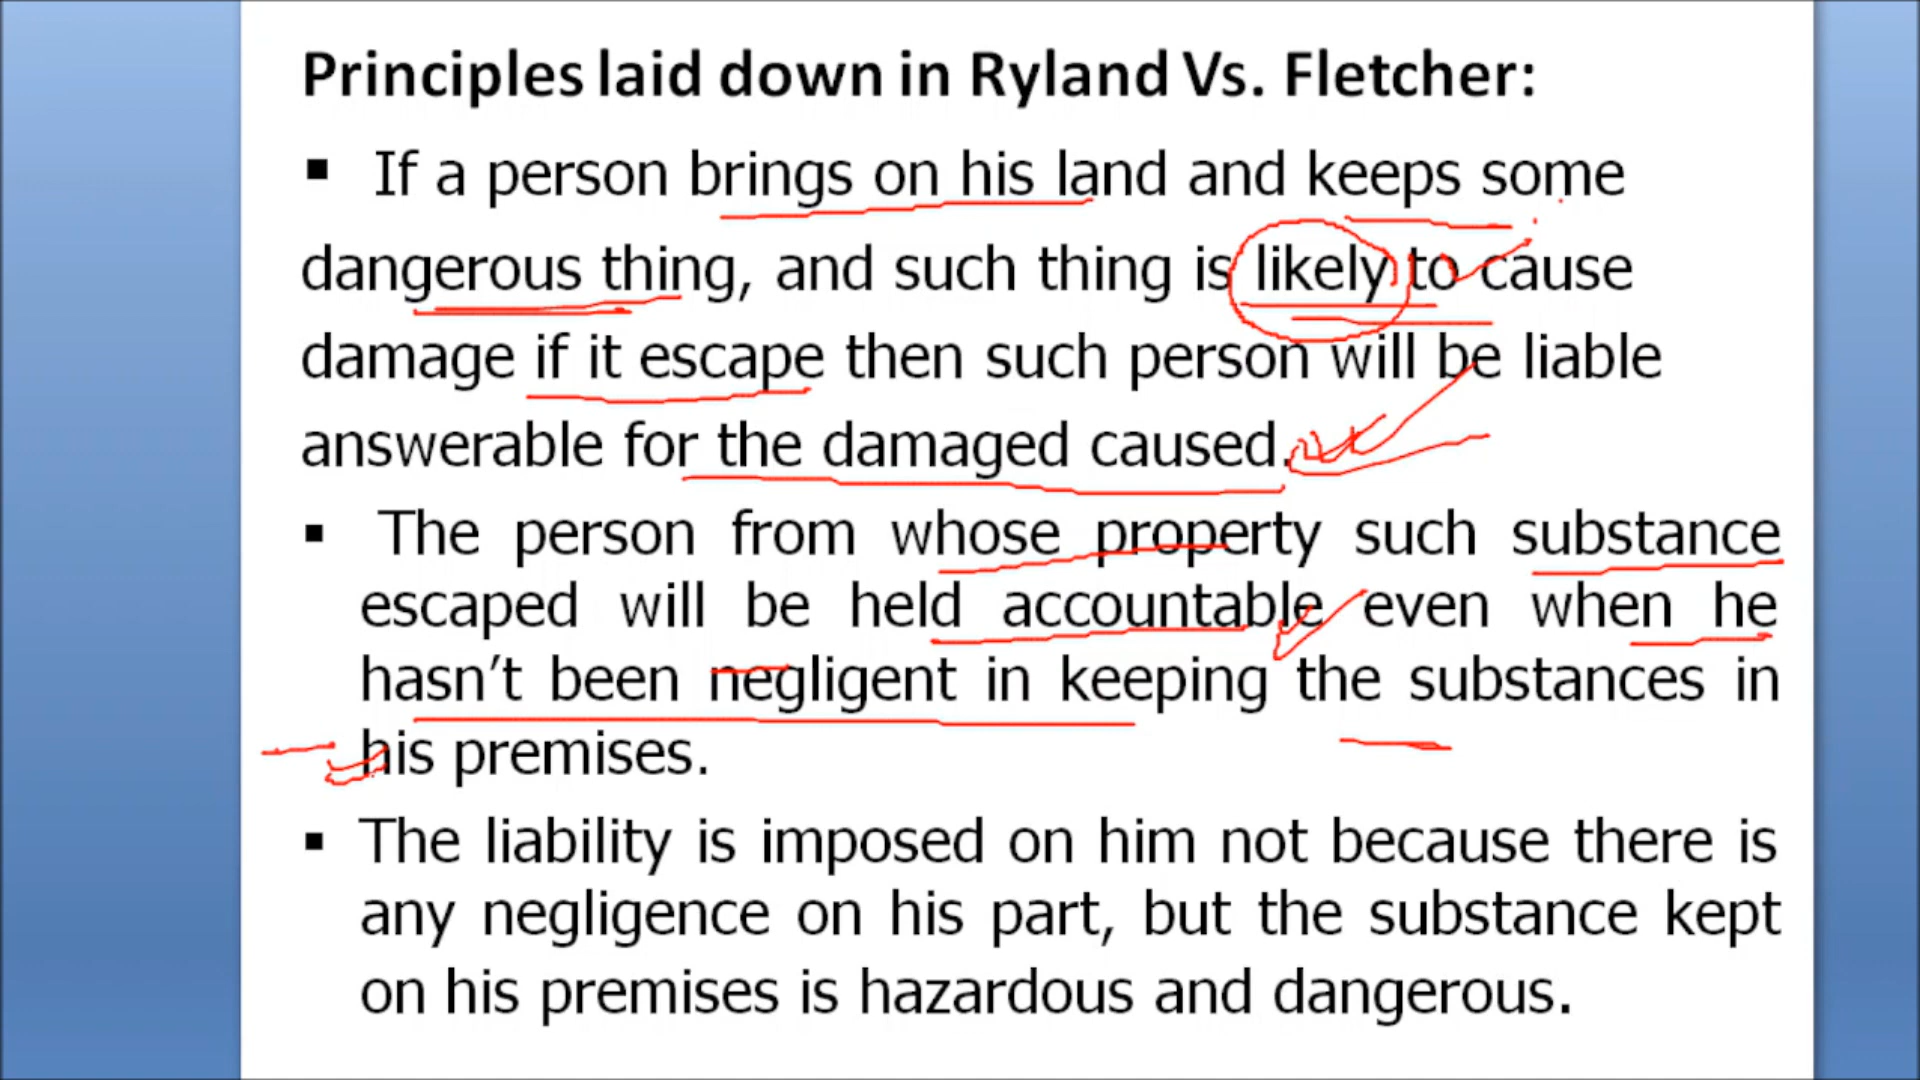 Principles laid down in Ryland Vs. Fletcher:
▪ If a person brings on his land and keeps some
dangerous thing, and such thing is likely to cause
damage if it escape then such person will be liable
answerable for the damaged caused.
▪ The person from whose property such substance
escaped will be held accountable even when he
hasn’t been negligent in keeping the substances in
his premises.
▪ The liability is imposed on him not because there is
any negligence on his part, but the substance kept
on his premises is hazardous and dangerous.